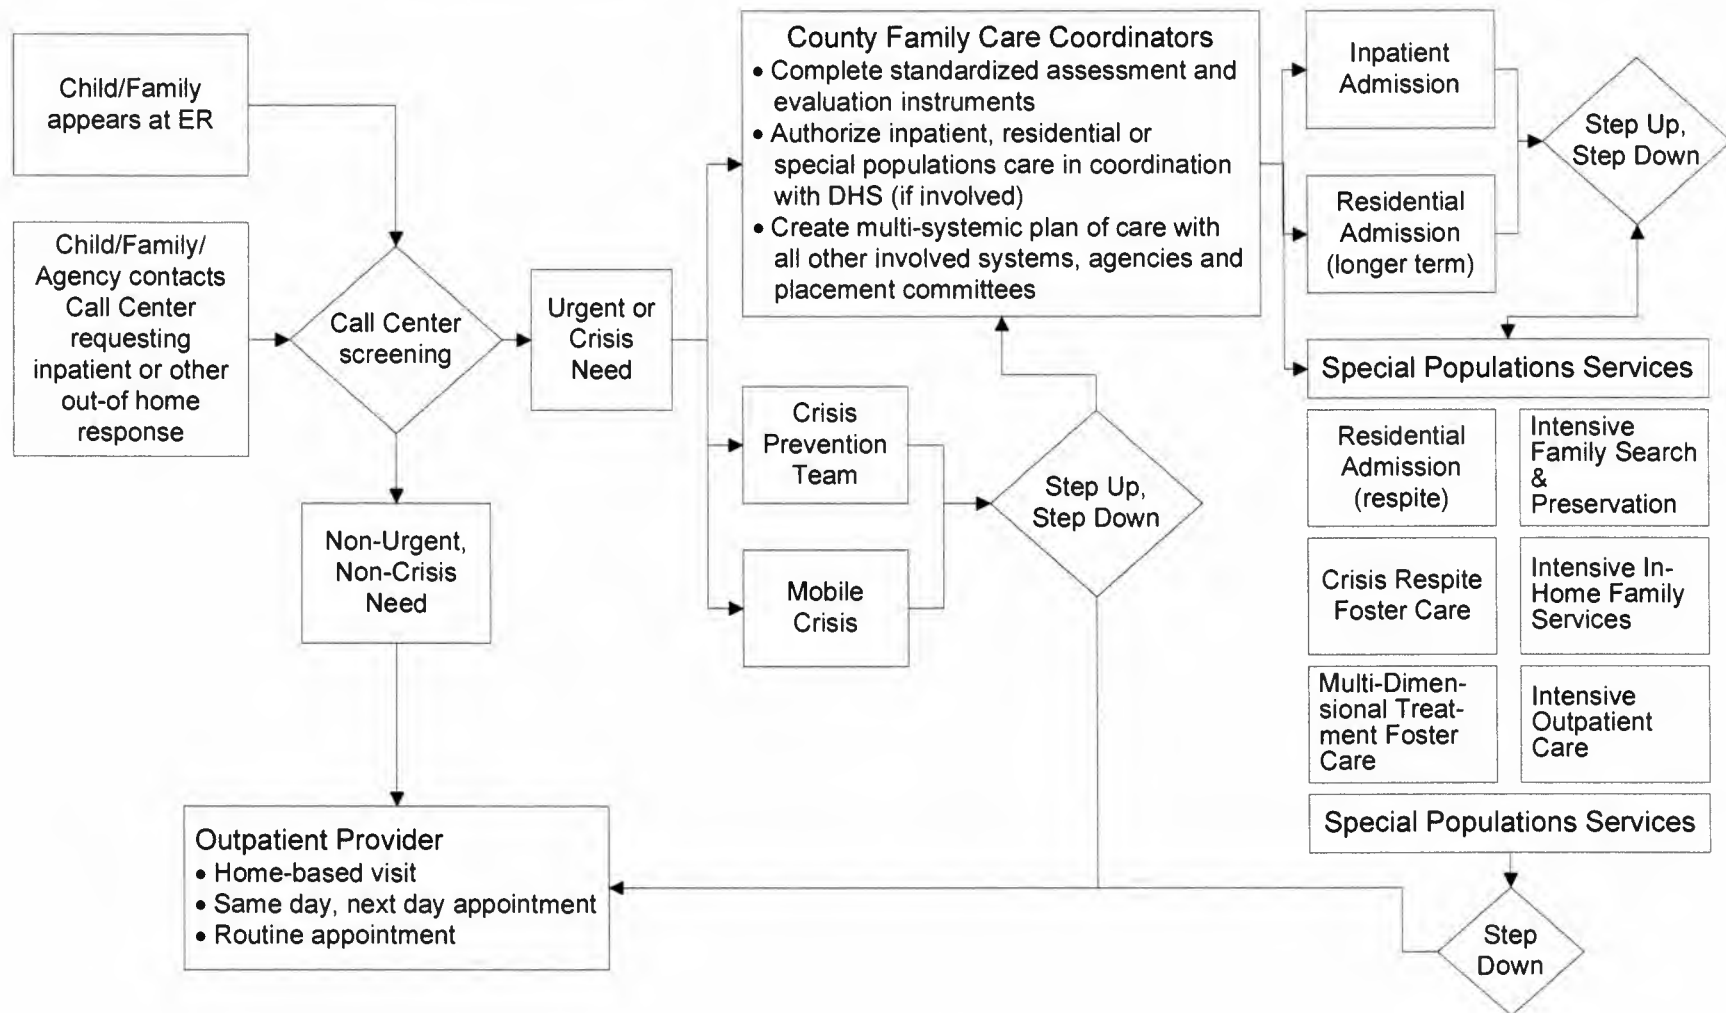 Child/Family
appears at ER
Child/Family/
Agency contacts
Call Center
requesting
inpatient or other
out-of home
response
Call Center
screening
Urgent or
Crisis
Need
Non-Urgent,
Non-Crisis
Need
Outpatient Provider
• Home-based visit
• Same day, next day appointment
• Routine appointment
County Family Care Coordinators
• Complete standardized assessment and
evaluation instruments
• Authorize inpatient, residential or
special populations care in coordination
with DHS (if involved)
• Create multi-systemic plan of care with
all other involved systems, agencies and
placement committees
Crisis
Prevention
Team
Mobile
Crisis
Step Up,
Step Down
Inpatient
Admission
Residential
Admission
(longer term)
Step Up,
Step Down
Special Populations Services
Residential
Admission
(respite)
Intensive
Family Search
&
Preservation
Crisis Respite
Foster Care
Intensive In-
Home Family
Services
Multi-Dimen-
sional Treat-
ment Foster
Care
Intensive
Outpatient
Care
Special Populations Services
Step
Down